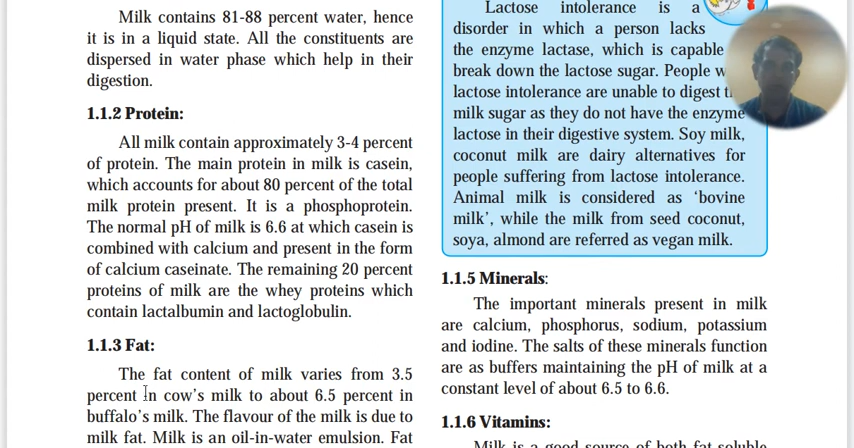 Milk contains 81-88 percent water, hence
it is in a liquid state. All the constituents are
dispersed in water phase which help in their
digestion.
1.1.2 Protein:
All milk contain approximately 3-4 percent
of protein. The main protein in milk is casein,
which accounts for about 80 percent of the total
milk protein present. It is a phosphoprotein.
The normal pH of milk is 6.6 at which casein is
combined with calcium and present in the form
of calcium caseinate. The remaining 20 percent
proteins of milk are the whey proteins which
contain lactalbumin and lactoglobulin.
1.1.3 Fat:
The fat content of milk varies from 3.5
percent in cow's milk to about 6.5 percent in
buffalo's milk. The flavour of the milk is due to
milk fat. Milk is an oil-in-water emulsion. Fat
Lactose intolerance is a
disorder in which a person lacks
the enzyme lactase, which is capable
break down the lactose sugar. People
lactose intolerance are unable to digest
milk sugar as they do not have the enzyme
lactose in their digestive system. Soy milk,
coconut milk are dairy alternatives for
people suffering from lactose intolerance.
Animal milk is considered as 'bovine
milk', while the milk from seed coconut,
soya, almond are referred as vegan milk.
1.1.5 Minerals:
The important minerals present in milk
are calcium, phosphorus, sodium, potassium
and iodine. The salts of these minerals function
are as buffers maintaining the pH of milk at a
constant level of about 6.5 to 6.6.
1.1.6 Vitamins:
Milk is a good source of both fat soluble